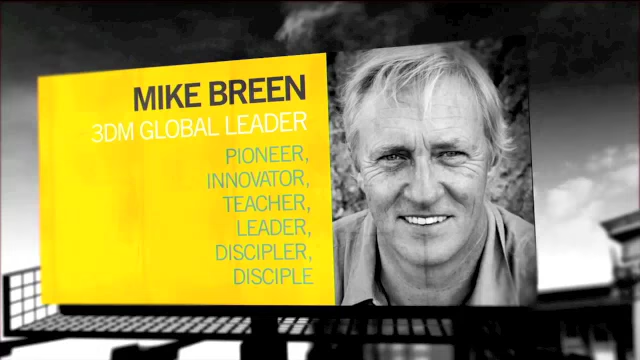 MIKE BREEN
3DM GLOBAL LEADER
PIONEER,
INNOVATOR,
TEACHER,
LEADER,
DISCIPLER,
DISCIPLE